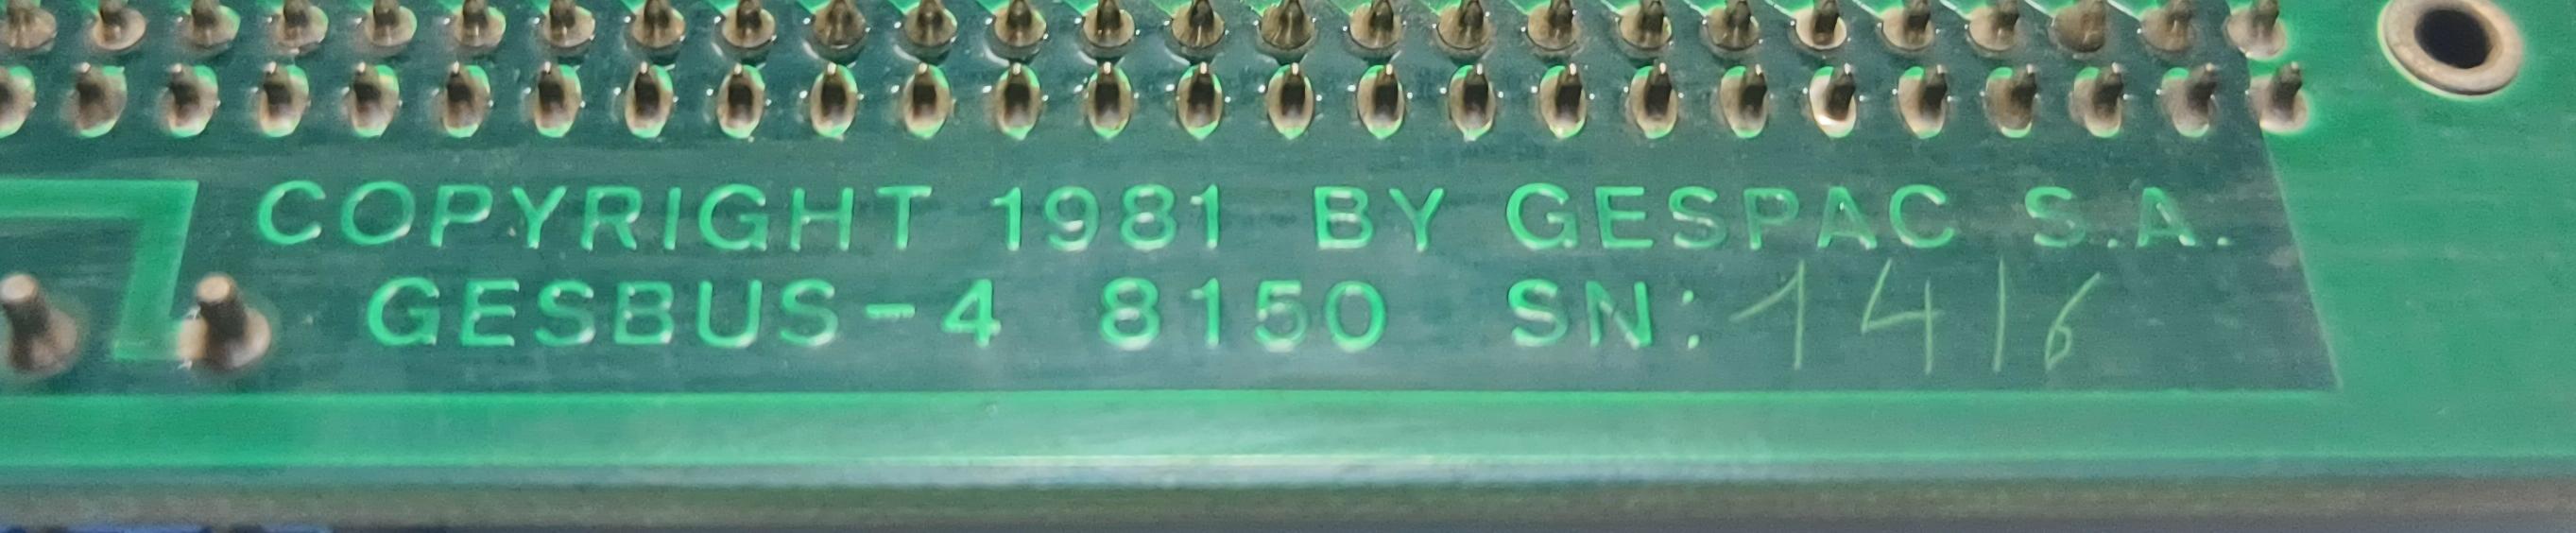 COPYRIGHT 1981 BY GESPAC S.A.
GESBUS-4 8150 SN: 1416